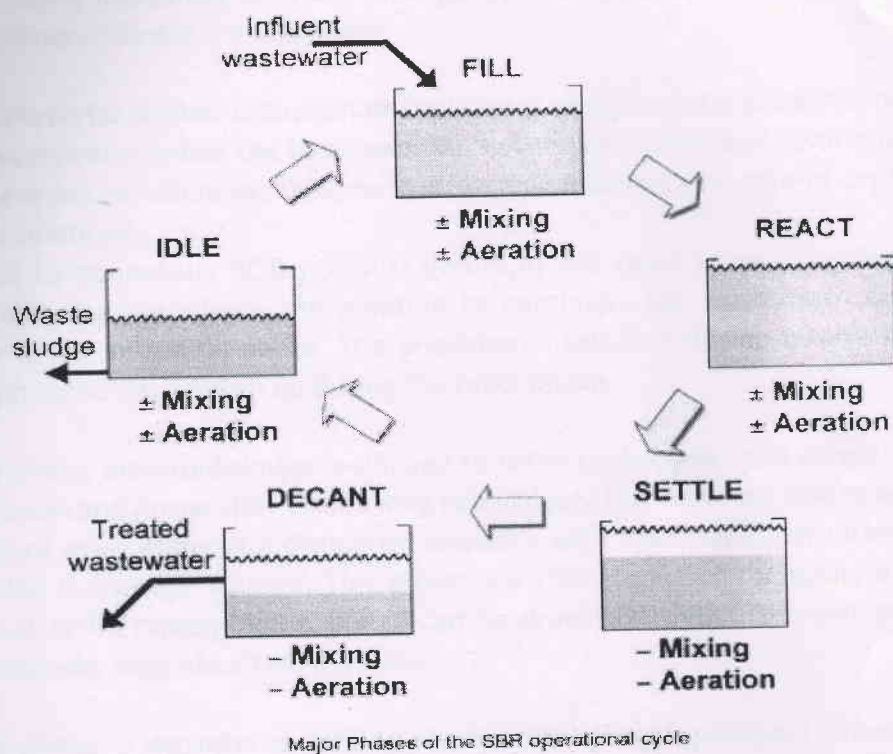 Influent
wastewater
FILL
± Mixing
± Aeration
REACT
± Mixing
± Aeration
SETTLE
– Mixing
– Aeration
DECANT
Treated
wastewater
– Mixing
– Aeration
IDLE
Waste
sludge
± Mixing
± Aeration
Major Phases of the SBR operational cycle